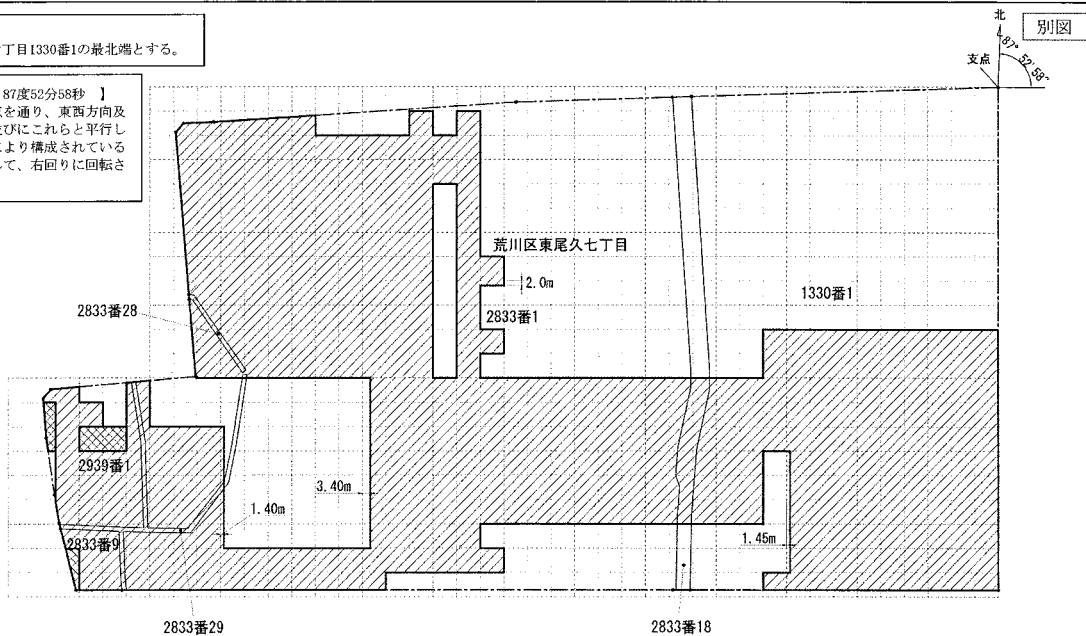 丁目1330番1の最北端とする。
87度52分58秒 】
を通り、東西方向及
びにこれらと平行し
より構成されている
て、右回りに回転さ
北
別図
支点
87° 52′ 58″
荒川区東尾久七丁目
2.0m
1330番1
2833番28
2833番1
2939番1
3.40m
1.40m
1.45m
2833番9
2833番29
2833番18